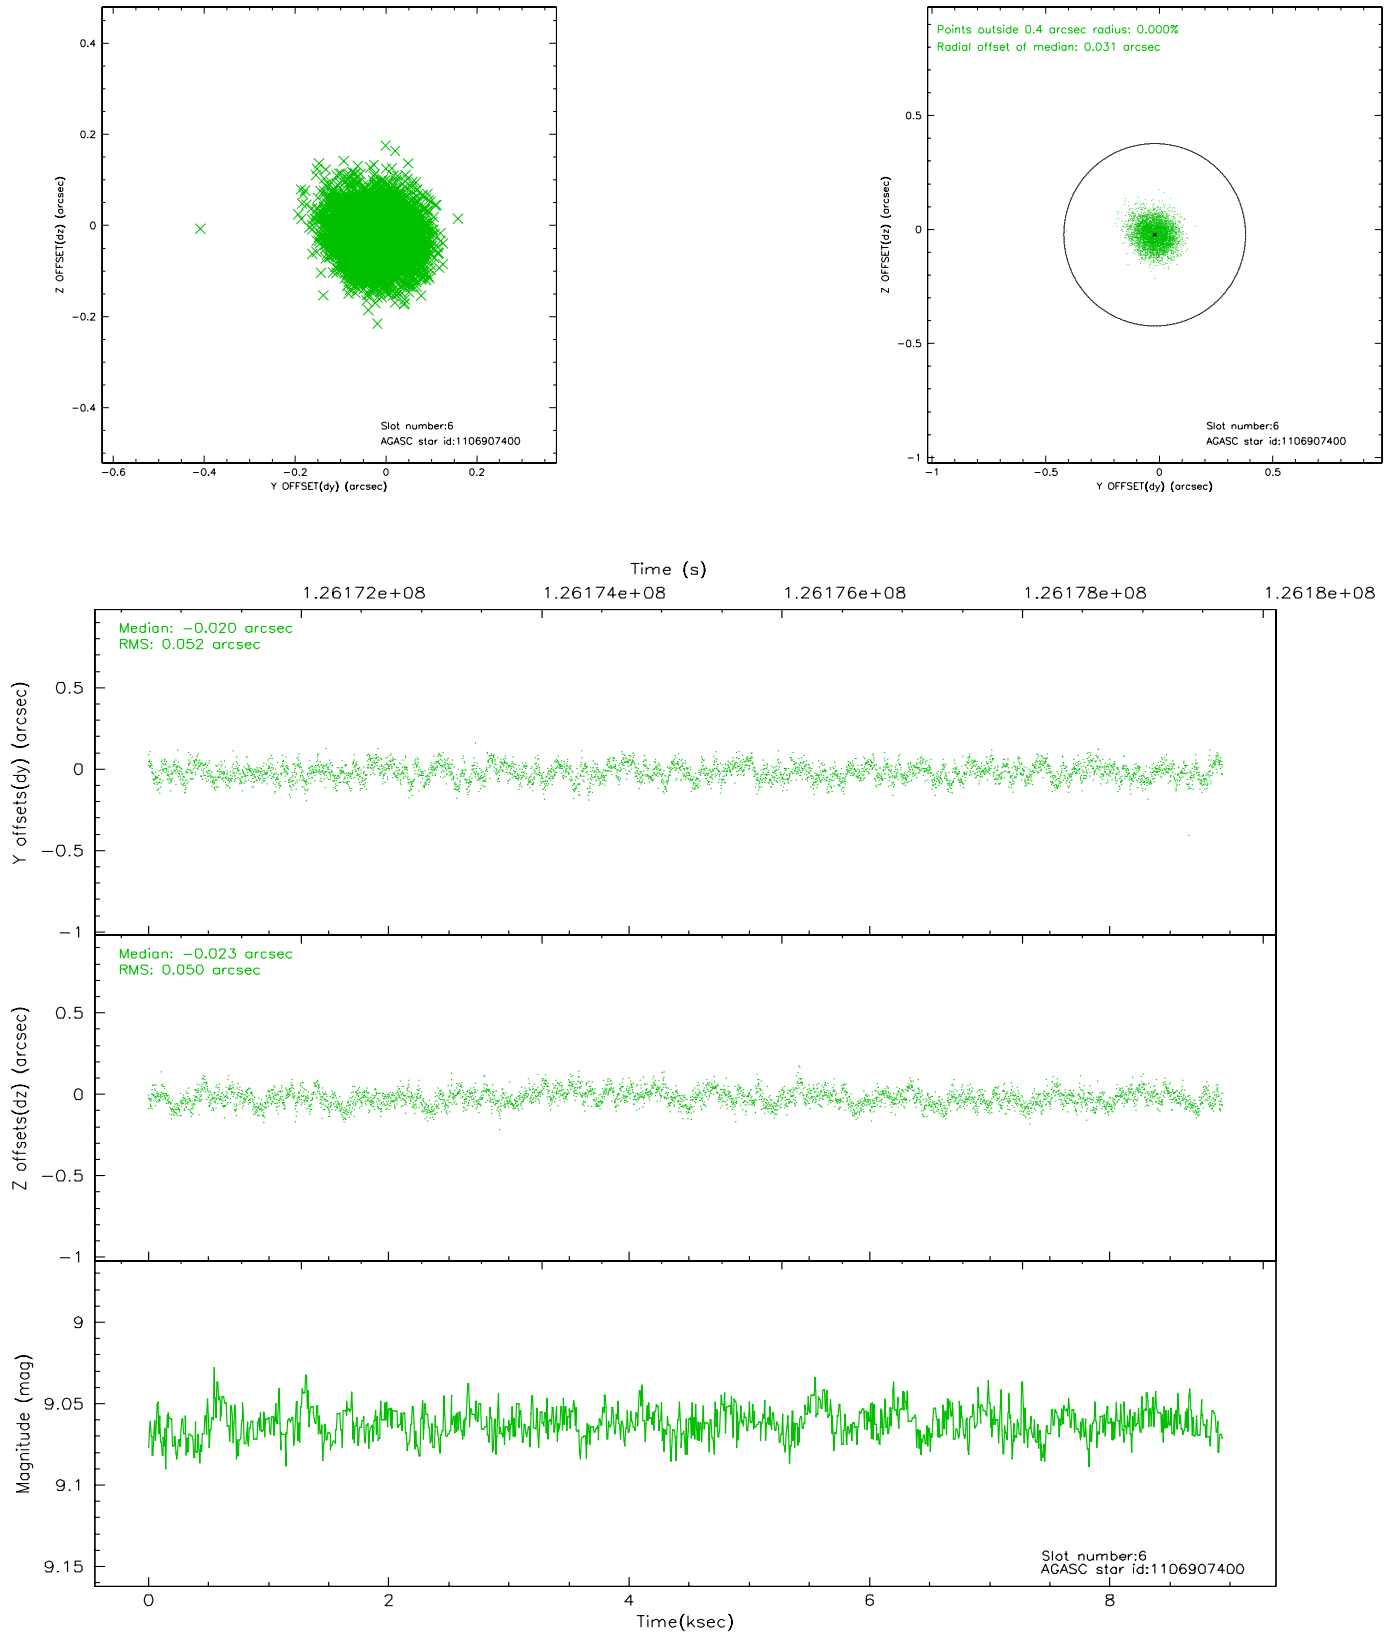 0.4
0.2
0
−0.2
−0.4
Z OFFSET(dz) (arcsec)
Slot number:6
AGASC star id:1106907400
−0.6
−0.4
−0.2
0
0.2
Y OFFSET(dy) (arcsec)
Points outside 0.4 arcsec radius: 0.000%
Radial offset of median: 0.031 arcsec
0.5
0
−0.5
−1
Z OFFSET(dz) (arcsec)
Slot number:6
AGASC star id:1106907400
−1
−0.5
0
0.5
Y OFFSET(dy) (arcsec)
Time (s)
1.26172e+08
1.26174e+08
1.26176e+08
1.26178e+08
1.2618e+08
Median: −0.020 arcsec
RMS: 0.052 arcsec
0.5
0
−0.5
−1
Y offsets(dy) (arcsec)
Median: −0.023 arcsec
RMS: 0.050 arcsec
0.5
0
−0.5
−1
Z offsets(dz) (arcsec)
9
9.05
9.1
9.15
Magnitude (mag)
Slot number:6
AGASC star id:1106907400
0
2
4
6
8
Time(ksec)